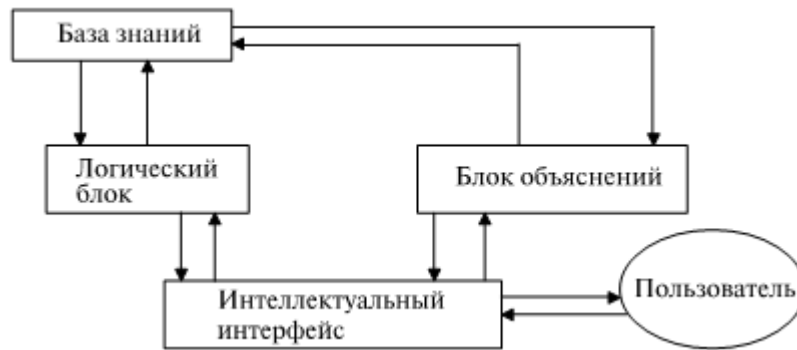 База знаний
Логический
блок
Блок объяснений
Интеллектуальный
интерфейс
Пользователь